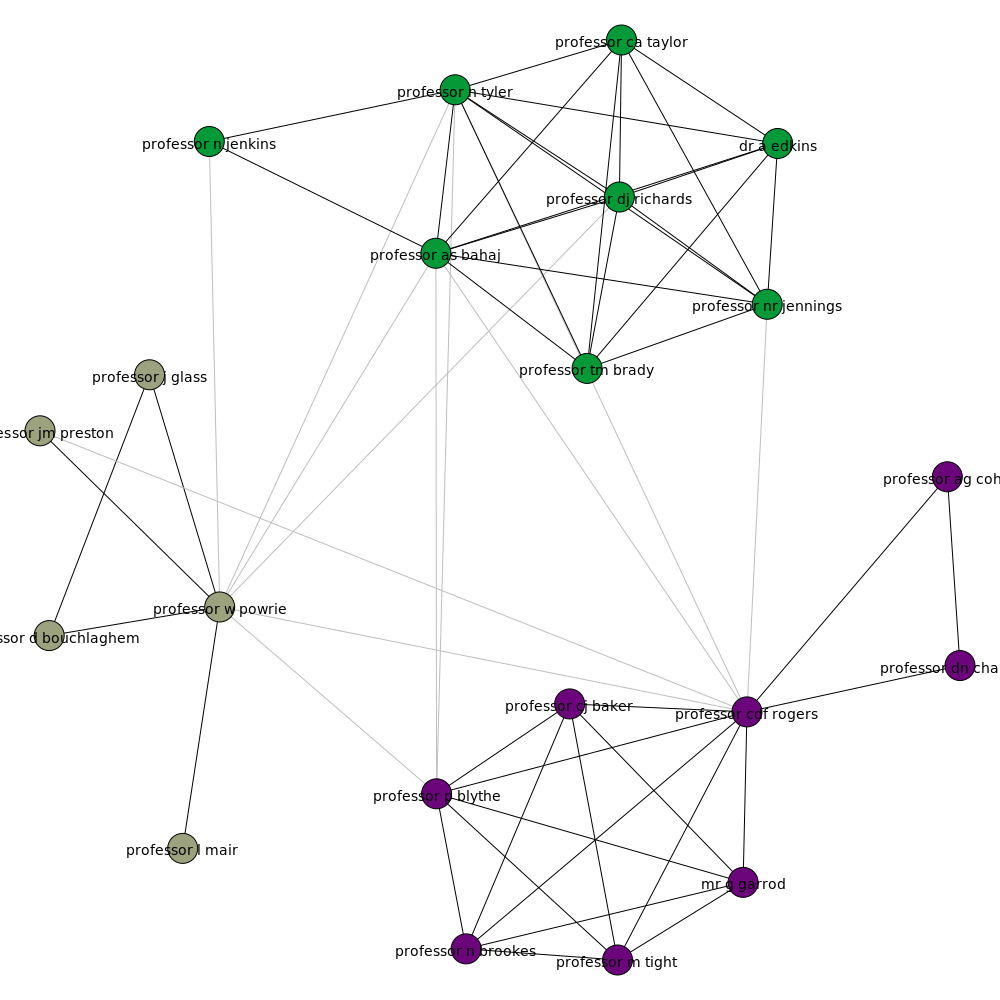 professor ca taylor
professor n tyler
professor n jenkins
dr a edkins
professor dj richards
professor as bahaj
professor nr jennings
professor tm brady
professor j glass
essor jm preston
professor ag coh
professor w powrie
ssor d bouchlaghem
professor dn cha
professor cj baker
professor cdf rogers
professor p blythe
professor l mair
mr g garrod
professor n brookes
professor m tight